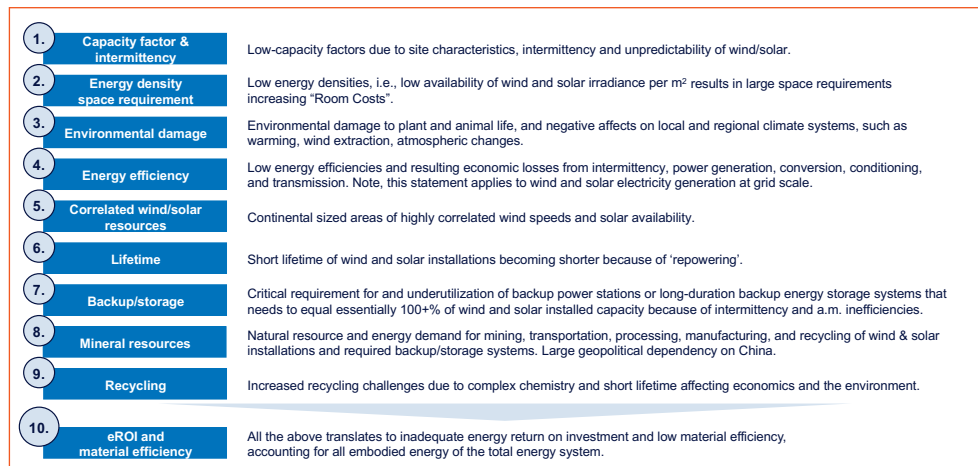 1.
Capacity factor &
intermittency
Low-capacity factors due to site characteristics, intermittency and unpredictability of wind/solar.
2.
Energy density
space requirement
Low energy densities, i.e., low availability of wind and solar irradiance per m² results in large space requirements
increasing “Room Costs”.
3.
Environmental damage
Environmental damage to plant and animal life, and negative affects on local and regional climate systems, such as
warming, wind extraction, atmospheric changes.
4.
Energy efficiency
Low energy efficiencies and resulting economic losses from intermittency, power generation, conversion, conditioning,
and transmission. Note, this statement applies to wind and solar electricity generation at grid scale.
5.
Correlated wind/solar
resources
Continental sized areas of highly correlated wind speeds and solar availability.
6.
Lifetime
Short lifetime of wind and solar installations becoming shorter because of ‘repowering’.
7.
Backup/storage
Critical requirement for and underutilization of backup power stations or long-duration backup energy storage systems that
needs to equal essentially 100+% of wind and solar installed capacity because of intermittency and a.m. inefficiencies.
8.
Mineral resources
Natural resource and energy demand for mining, transportation, processing, manufacturing, and recycling of wind & solar
installations and required backup/storage systems. Large geopolitical dependency on China.
9.
Recycling
Increased recycling challenges due to complex chemistry and short lifetime affecting economics and the environment.
10.
eROI and
material efficiency
All the above translates to inadequate energy return on investment and low material efficiency,
accounting for all embodied energy of the total energy system.